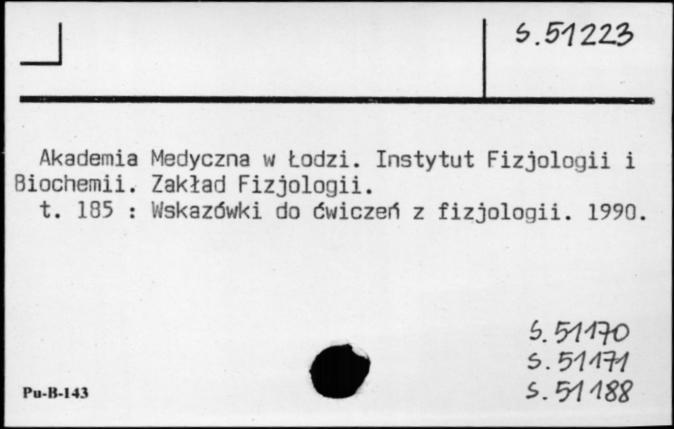 S.51223
Akademia Medyczna w Łodzi. Instytut Fizjologii i
Biochemii. Zakład Fizjologii.
t. 185 : Wskazówki do ćwiczeń z fizjologii. 1990.
S.51170
S.51171
Pu-B-143
S.51188